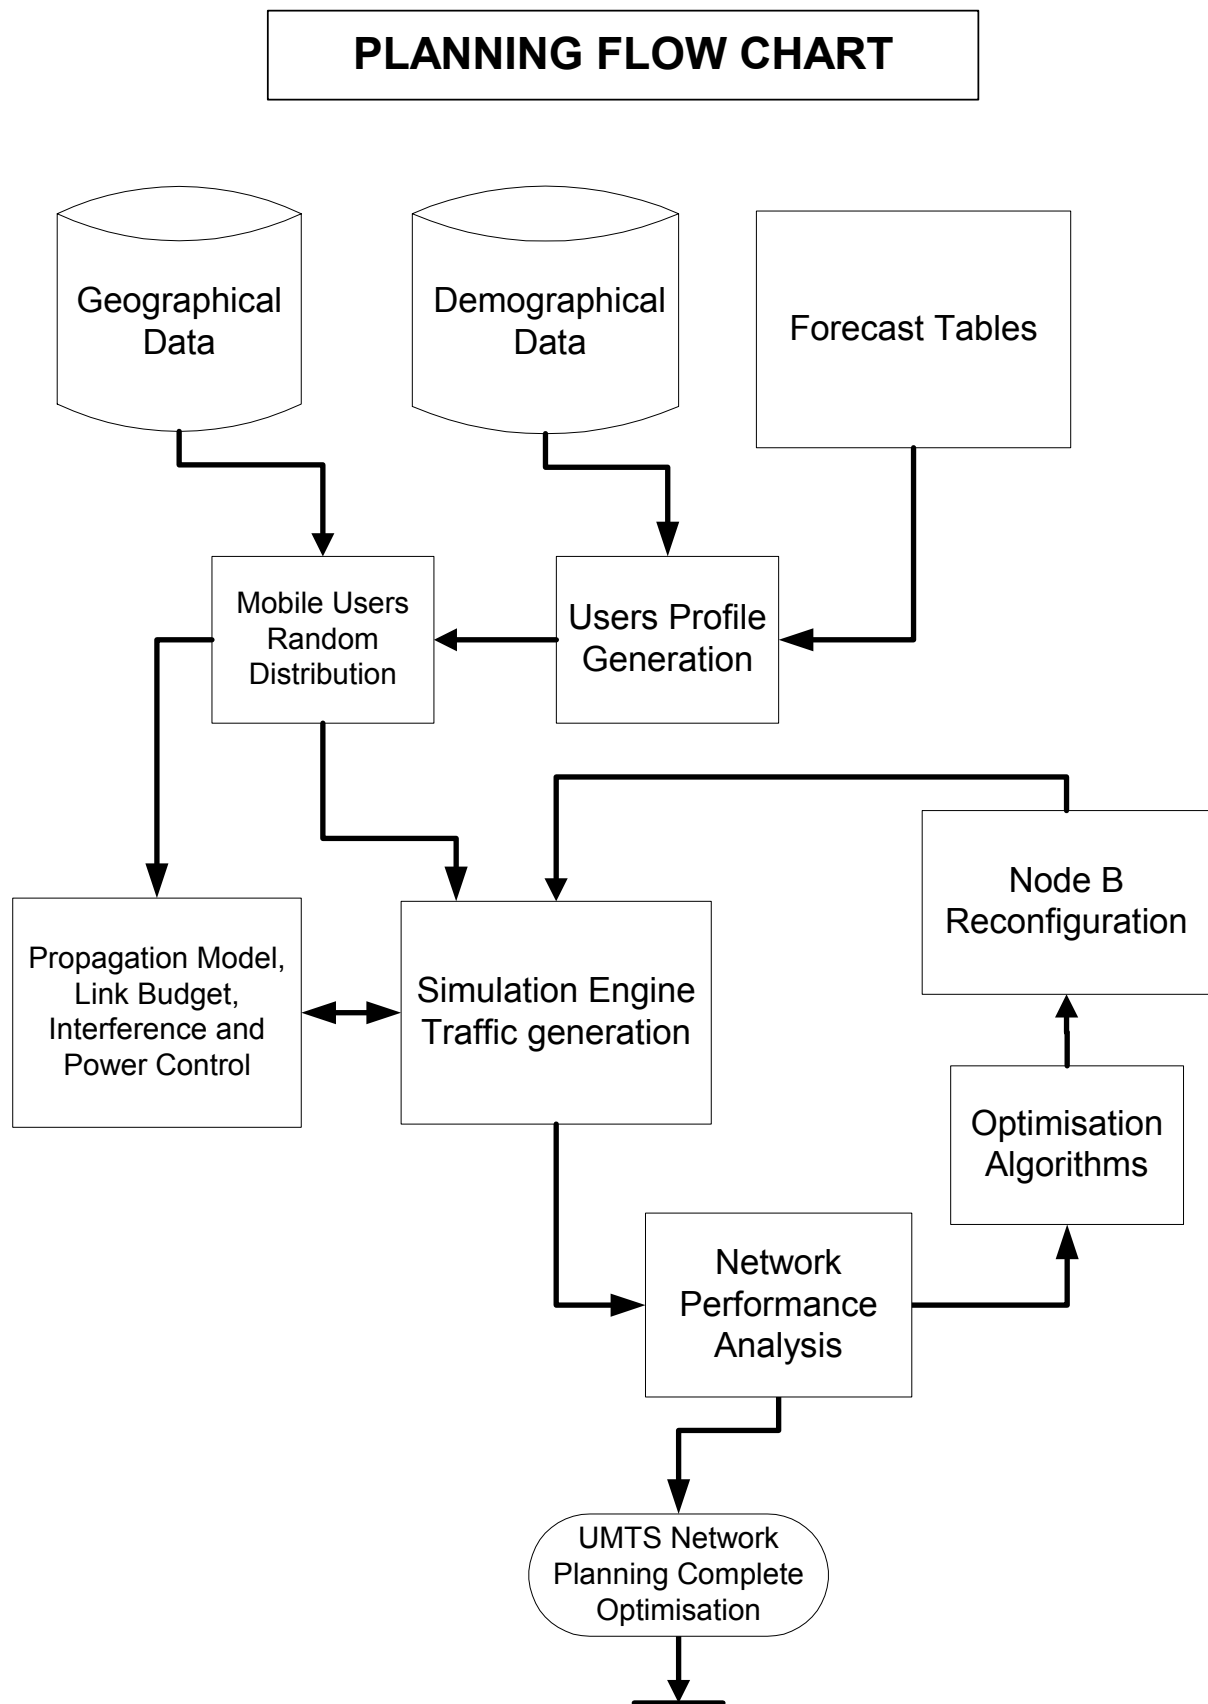 PLANNING FLOW CHART
Geographical
Data
Demographical
Data
Forecast Tables
Mobile Users
Random
Distribution
Users Profile
Generation
Node B
Reconfiguration
Propagation Model,
Link Budget,
Interference and
Power Control
Simulation Engine
Traffic generation
Optimisation
Algorithms
Network
Performance
Analysis
UMTS Network
Planning Complete
Optimisation